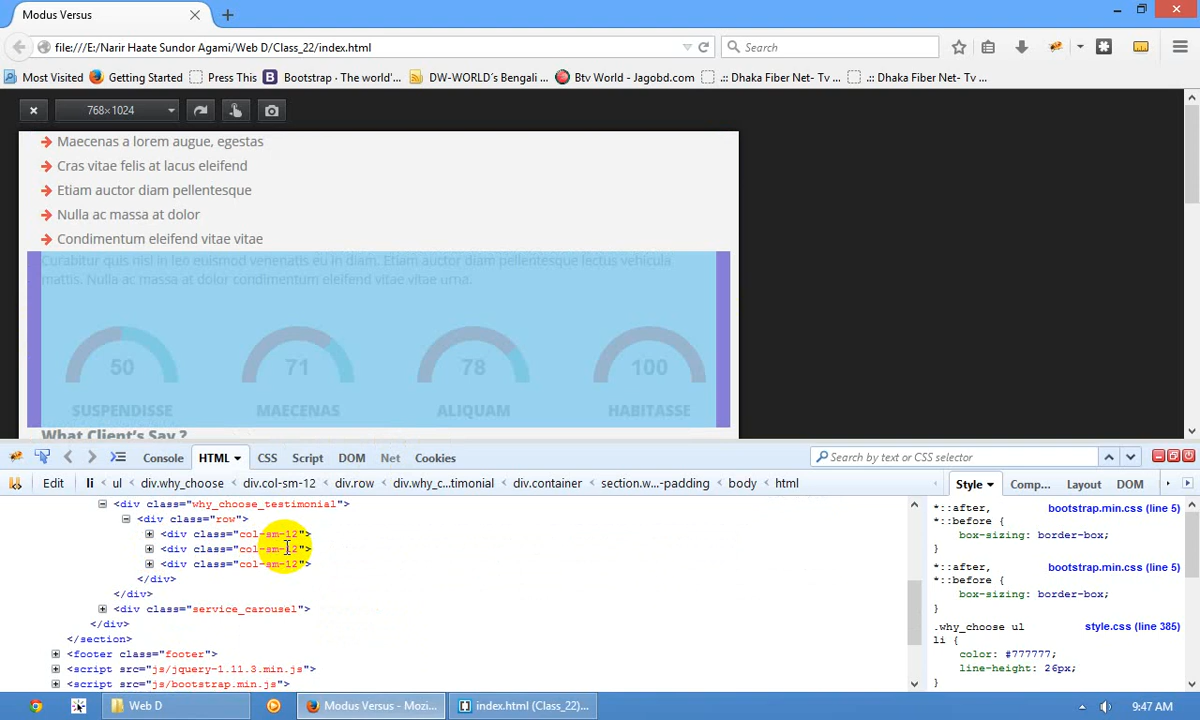 Modus Versus
file:///E:/Narir Haate Sundor Agami/Web D/Class_22/index.html
Search
Most Visited Getting Started Press This Bootstrap · The world'... DW-WORLD´s Bengali ... Btv World - Jagobd.com .:: Dhaka Fiber Net- Tv ... .:: Dhaka Fiber Net- Tv ...
768×1024
Maecenas a lorem augue, egestas
Cras vitae felis at lacus eleifend
Etiam auctor diam pellentesque
Nulla ac massa at dolor
Condimentum eleifend vitae vitae
Curabitur quis nisl in leo euismod venenatis eu in diam. Etiam auctor diam pellentesque lectus vehicula
mattis. Nulla ac massa at dolor condimentum eleifend vitae vitae urna.
50 71 78 100
SUSPENDISSE MAECENAS ALIQUAM HABITASSE
What Client's Say ?
Console HTML CSS Script DOM Net Cookies
Search by text or CSS selector
Edit li < ul < div.why_choose < div.col-sm-12 < div.row < div.why_c...timonial < div.container < section.w...-padding < body < html
Style Comp... Layout DOM
<div class="why_choose_testimonial">
<div class="row">
<div class="col-sm-12">
<div class="col-sm-12">
<div class="col-sm-12">
</div>
</div>
<div class="service_carousel">
</div>
</section>
<footer class="footer">
<script src="js/jquery-1.11.3.min.js">
<script src="js/bootstrap.min.js">
*::after, bootstrap.min.css (line 5)
*::before {
box-sizing: border-box;
}
*::after, bootstrap.min.css (line 5)
*::before {
box-sizing: border-box;
}
.why_choose ul style.css (line 385)
li {
color: #777777;
line-height: 26px;
}
Web D Modus Versus - Mozi... index.html (Class_22)... 9:47 AM